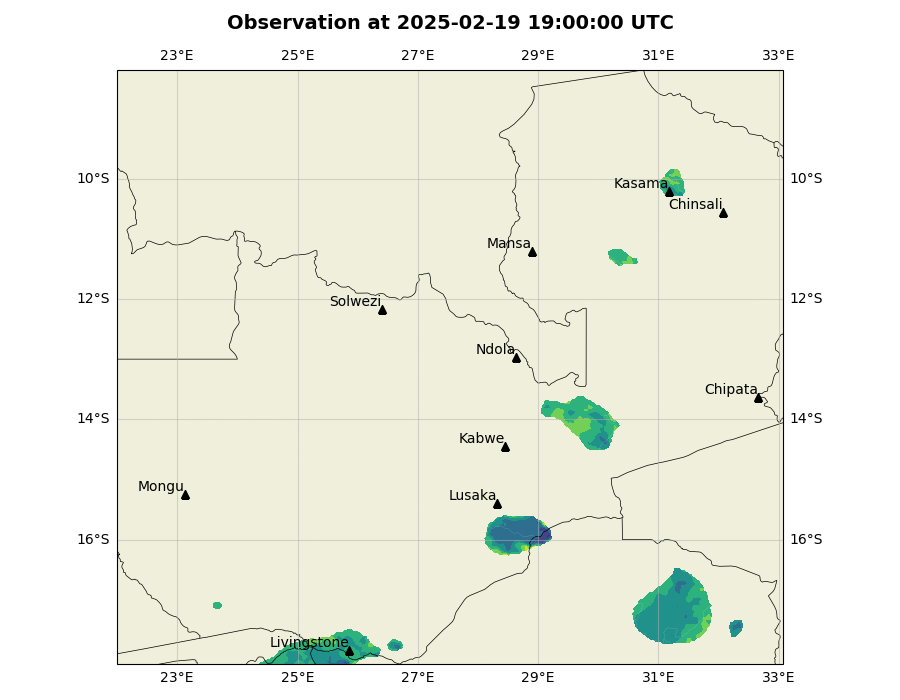 Observation at 2025-02-19 19:00:00 UTC
23°E 25°E 27°E 29°E 31°E 33°E
10°S 10°S
Kasama
Chinsali
Mansa
12°S 12°S
Solwezi
Ndola
Chipata
14°S 14°S
Kabwe
Mongu
Lusaka
16°S 16°S
Livingstone
23°E 25°E 27°E 29°E 31°E 33°E